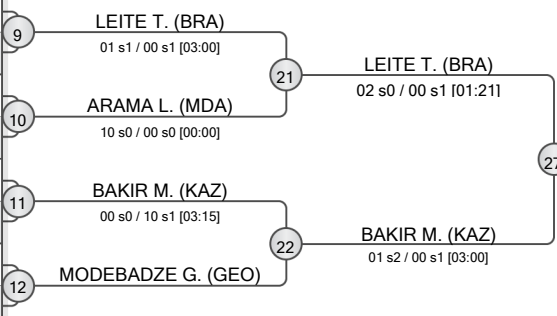 9
LEITE T. (BRA)
01 s1 / 00 s1 [03:00]
21
LEITE T. (BRA)
02 s0 / 00 s1 [01:21]
10
ARAMA L. (MDA)
10 s0 / 00 s0 [00:00]
27
11
BAKIR M. (KAZ)
00 s0 / 10 s1 [03:15]
22
BAKIR M. (KAZ)
01 s2 / 00 s1 [03:00]
12
MODEBADZE G. (GEO)